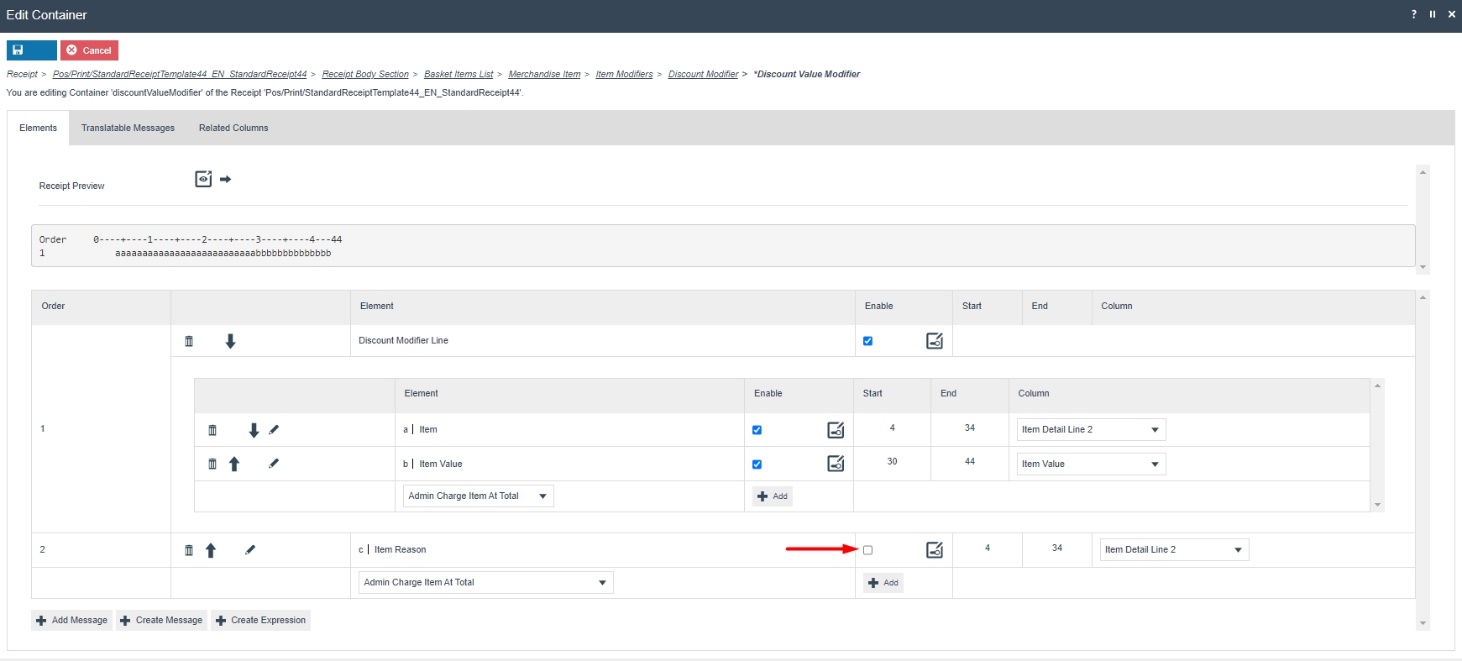 Edit Container
?
Cancel
Receipt > Pos/Print/StandardReceiptTemplate44_EN_StandardReceipt44 > Receipt Body Section > Basket Items List > Merchandise Item > Item Modifiers > Discount Modifier > *Discount Value Modifier
You are editing Container 'discountValueModifier' of the Receipt 'Pos/Print/StandardReceiptTemplate44_EN_StandardReceipt44'.
Elements Translatable Messages Related Columns
Receipt Preview
Order 0----+----1----+----2----+----3----+----4---44
1 aaaaaaaaaaaaaaaaaaaaaaaaaabbbbbbbbbbbbbb
Order Element Enable Start End Column
Discount Modifier Line
Element Enable Start End Column
1
a | Item 4 34 Item Detail Line 2
b | Item Value 30 44 Item Value
Admin Charge Item At Total Add
2 c | Item Reason 4 34 Item Detail Line 2
Admin Charge Item At Total Add
Add Message Create Message Create Expression